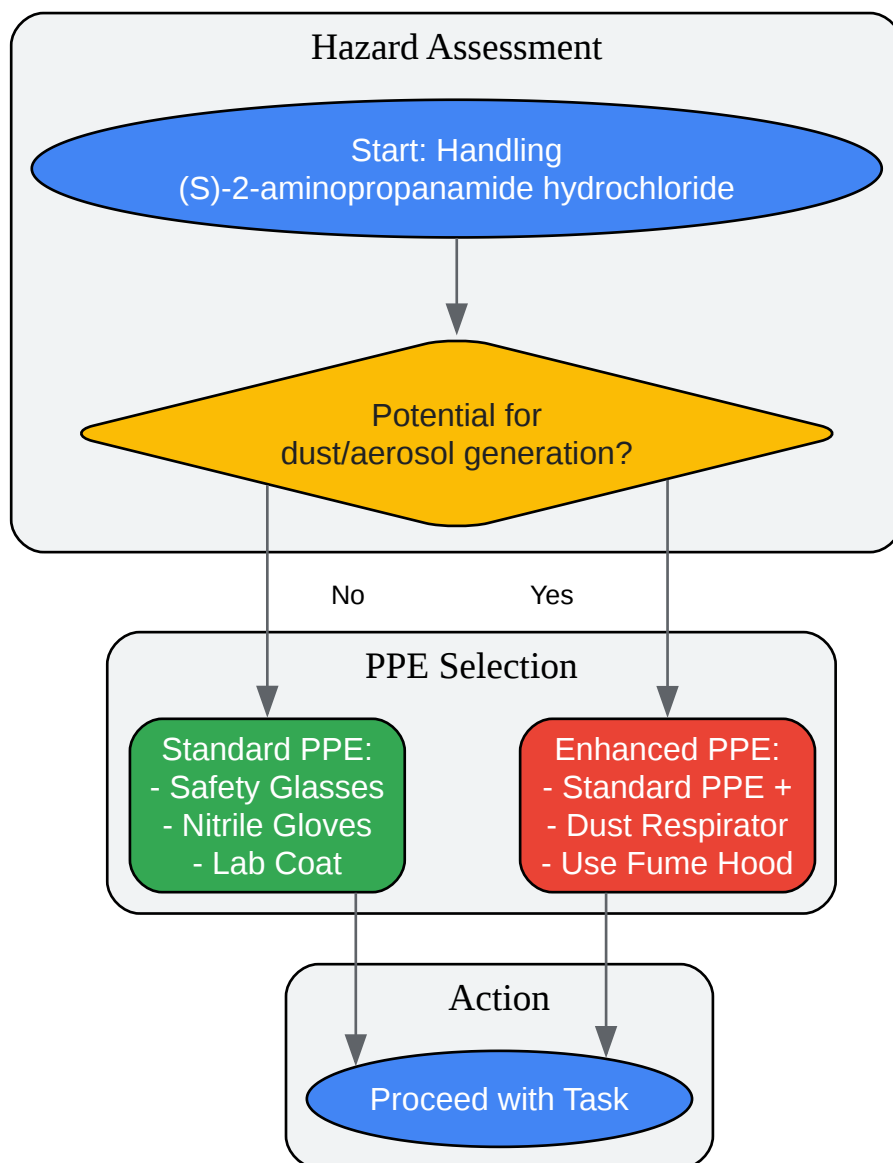 Hazard Assessment
Start: Handling
(S)-2-aminopropanamide hydrochloride
Potential for
dust/aerosol generation?
No
Yes
PPE Selection
Standard PPE:
- Safety Glasses
- Nitrile Gloves
- Lab Coat
Enhanced PPE:
- Standard PPE +
- Dust Respirator
- Use Fume Hood
Action
Proceed with Task